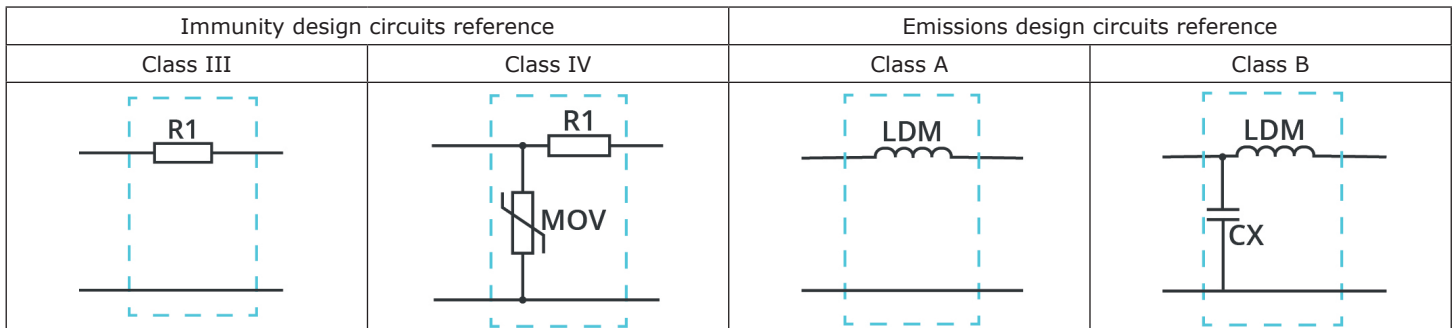 Immunity design circuits reference
Emissions design circuits reference
Class III
Class IV
Class A
Class B
R1
R1
MOV
LDM
LDM
CX